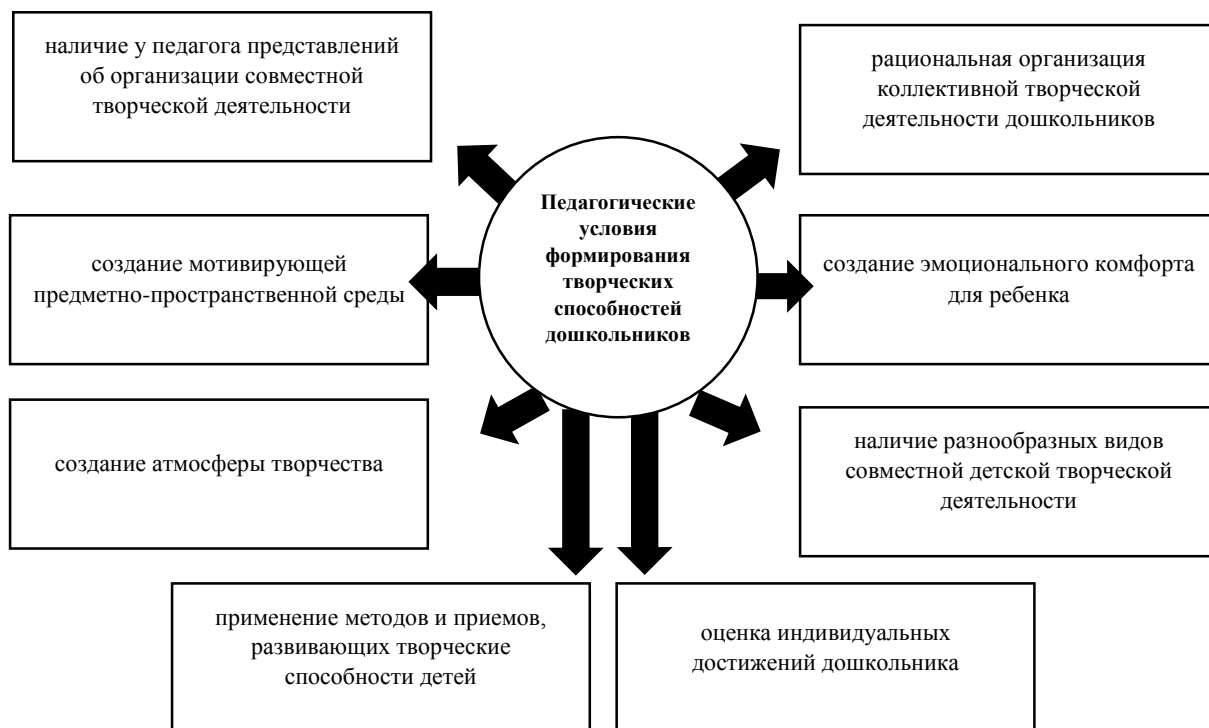 наличие у педагога представлений
об организации совместной
творческой деятельности
рациональная организация
коллективной творческой
деятельности дошкольников
Педагогические
условия
формирования
творческих
способностей
дошкольников
создание мотивирующей
предметно-пространственной среды
создание эмоционального комфорта
для ребенка
создание атмосферы творчества
наличие разнообразных видов
совместной детской творческой
деятельности
применение методов и приемов,
развивающих творческие
способности детей
оценка индивидуальных
достижений дошкольника